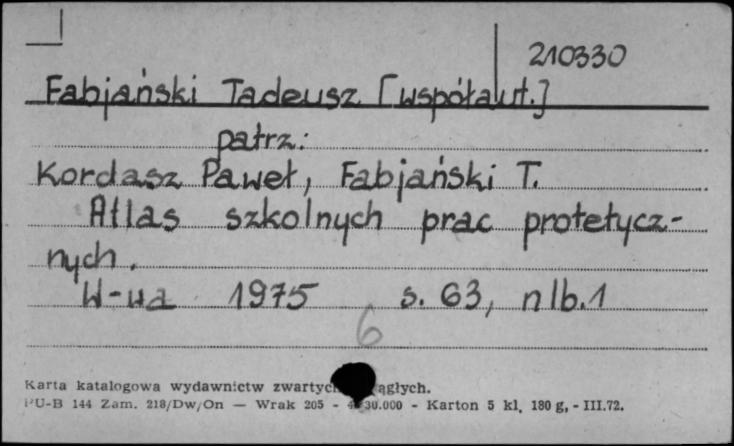 210330
Fabjański Tadeusz [współaut.]
patrz:
Kordasz Paweł, Fabjański T.
Atlas szkolnych prac protetycz-
nych.
W-wa 1975 s. 63, nlb.1
6
Karta katalogowa wydawnictw zwartych
PU-B 144 Zam. 218/Dw/On — Wrak 205 - 30.000 - Karton 5 kl, 180 g, - III.72.